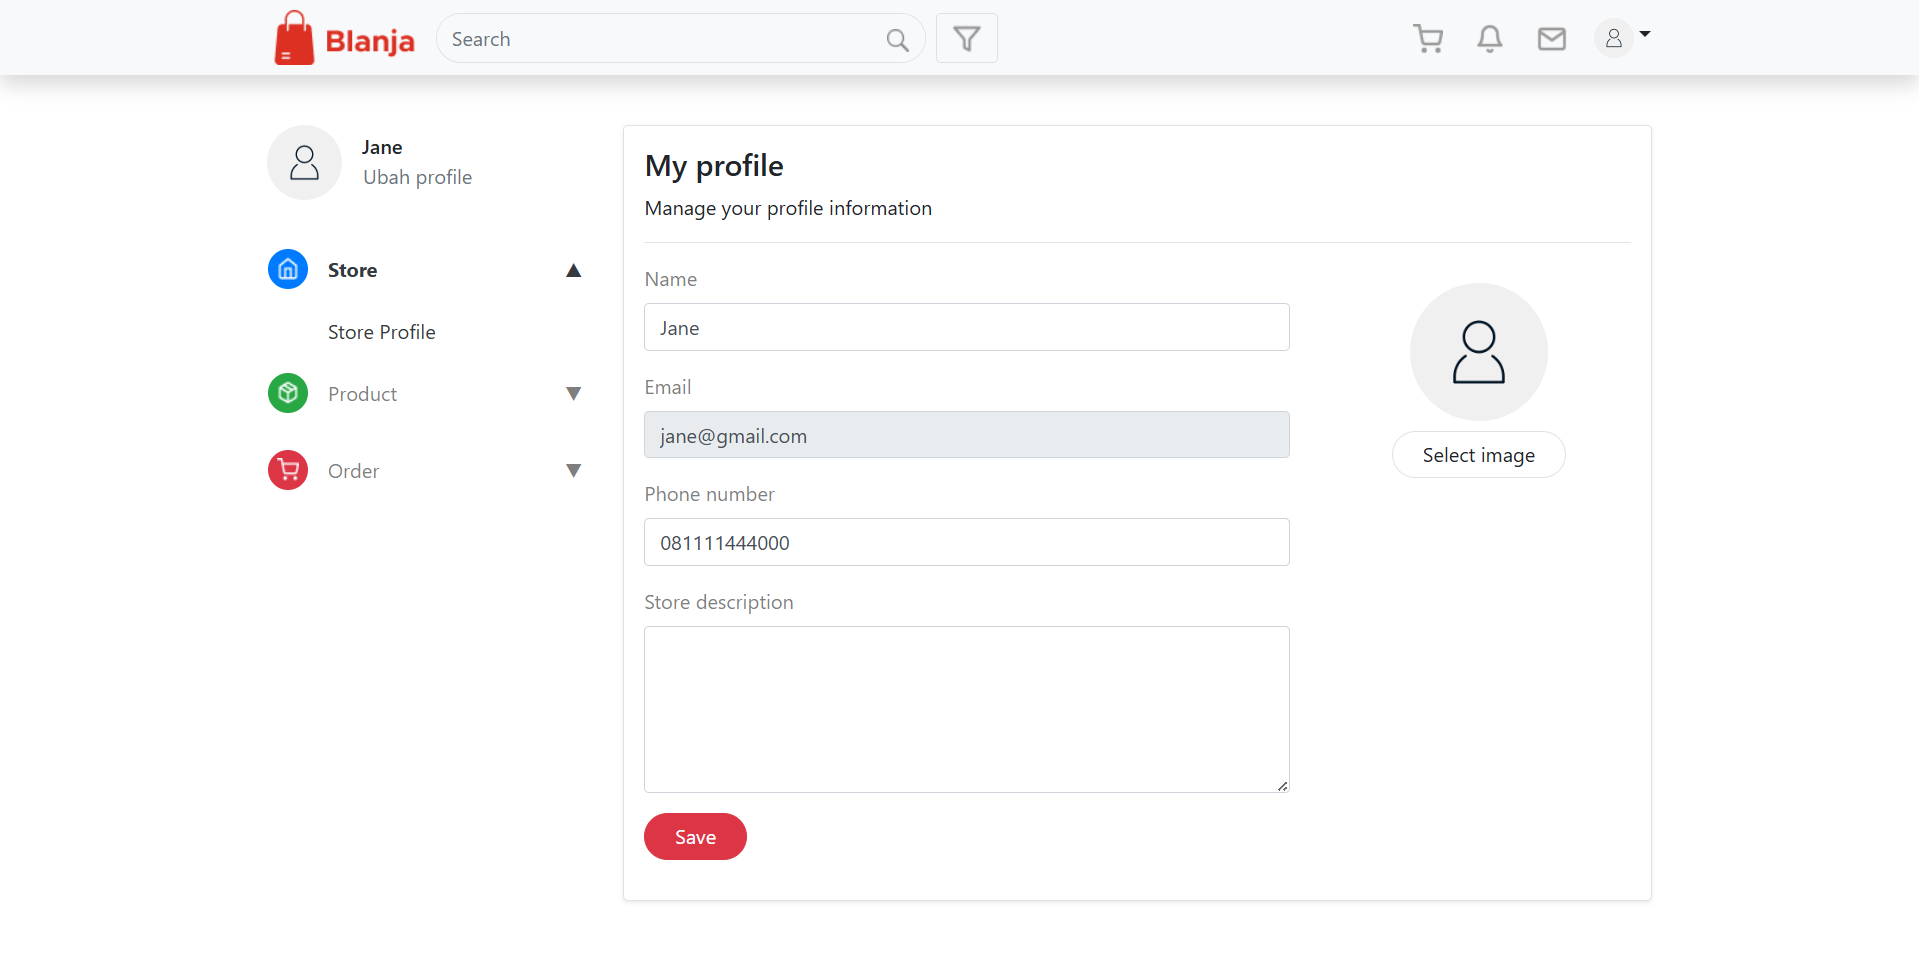 Blanja
Search
Jane
Ubah profile
Store
Store Profile
Product
Order
My profile
Manage your profile information
Name
Jane
Email
jane@gmail.com
Phone number
081111444000
Store description
Save
Select image